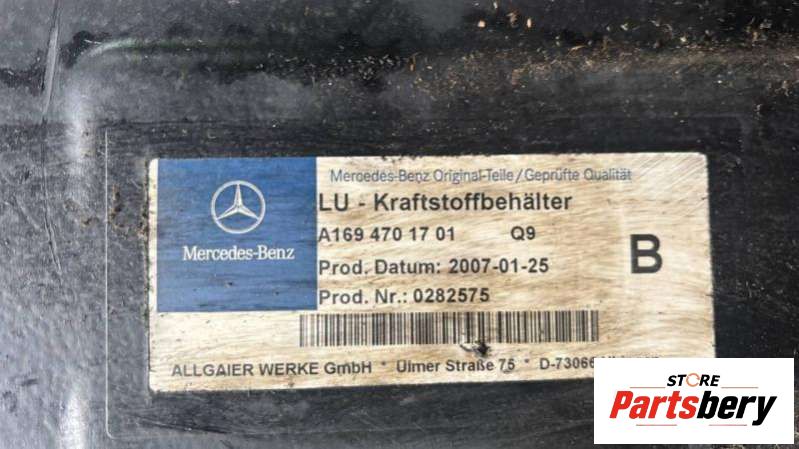 Mercedes-Benz Original-Teile/Geprüfte Qualität
LU - Kraftstoffbehälter
A169 470 17 01 Q9
B
Mercedes-Benz
Prod. Datum: 2007-01-25
Prod. Nr.: 0282575
ALLGAIER WERKE GmbH * Ulmer Straße 75 * D-73066
STORE
Partsbery